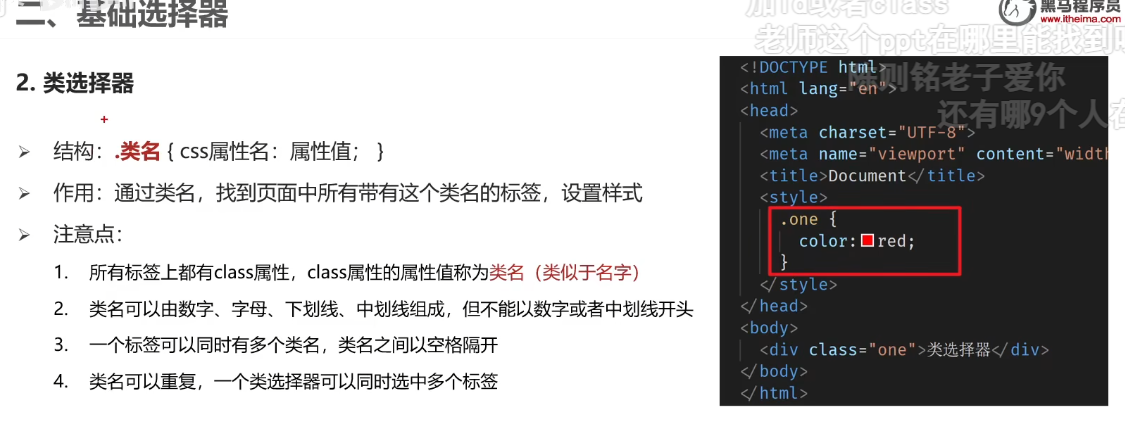 二、基础选择器
黑马程序员
www.itheima.com
加id或者class
老师这个ppt在哪里能找到
2. 类选择器
+
➢ 结构：.类名 { css属性名：属性值； }
➢ 作用：通过类名，找到页面中所有带有这个类名的标签，设置样式
➢ 注意点：
1. 所有标签上都有class属性，class属性的属性值称为类名（类似于名字）
2. 类名可以由数字、字母、下划线、中划线组成，但不能以数字或者中划线开头
3. 一个标签可以同时有多个类名，类名之间以空格隔开
4. 类名可以重复，一个类选择器可以同时选中多个标签
<!DOCTYPE html>
则铭老子爱你
<html lang="en">
<head>
还有哪9个人在
<meta charset="UTF-8">
<meta name="viewport" content="width
<title>Document</title>
<style>
.one {
color: red;
}
</style>
</head>
<body>
<div class="one">类选择器</div>
</body>
</html>